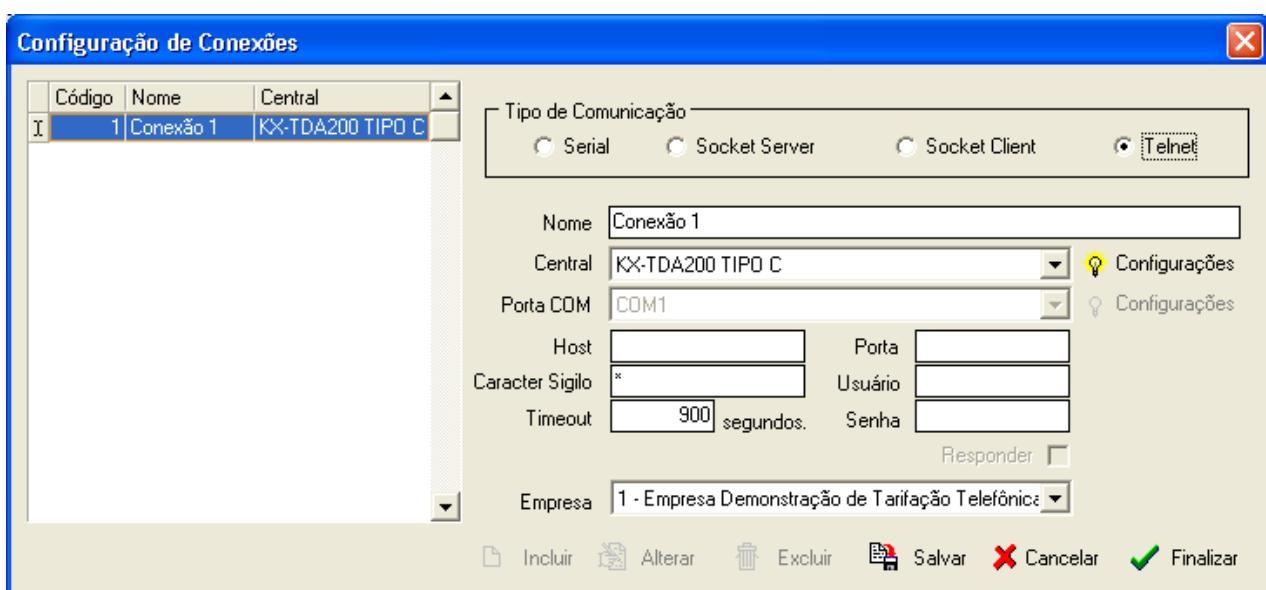 Configuração de Conexões
Código Nome Central
1 Conexão 1 KX-TDA200 TIPO C
Tipo de Comunicação
Serial Socket Server Socket Client Telnet
Nome Conexão 1
Central KX-TDA200 TIPO C Configurações
Porta COM COM1 Configurações
Host Porta
Caracter Sigilo * Usuário
Timeout 900 segundos. Senha
Responder
Empresa 1 - Empresa Demonstração de Tarifação Telefônica
Incluir Alterar Excluir Salvar Cancelar Finalizar